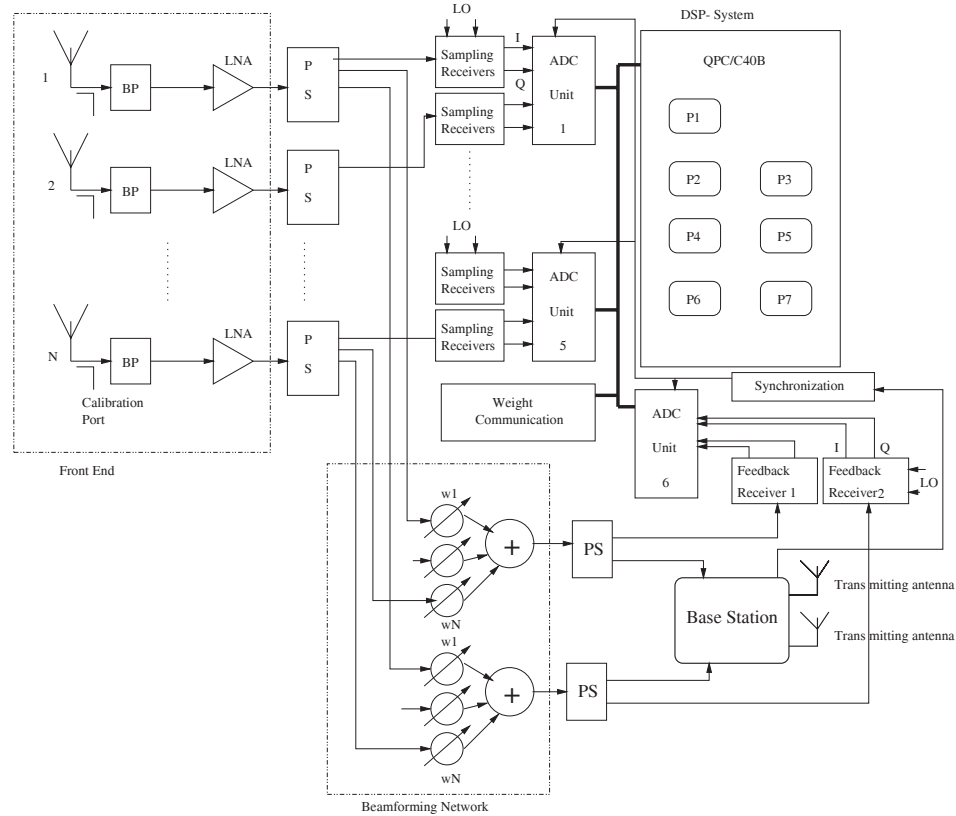 DSP- System
LO
1
BP
LNA
P
S
Sampling
Receivers
I
Q
ADC
Unit
1
QPC/C40B
P1
P2
P3
P4
P5
P6
P7
Sampling
Receivers
2
BP
LNA
P
S
LO
Sampling
Receivers
Sampling
Receivers
ADC
Unit
5
N
BP
LNA
P
S
Calibration
Port
Front End
Weight
Communication
Synchronization
ADC
Unit
6
I
Q
Feedback
Receiver 1
Feedback
Receiver2
LO
w1
+
wN
PS
Base Station
Trans mitting antenna
Trans mitting antenna
w1
+
wN
PS
Beamforming Network